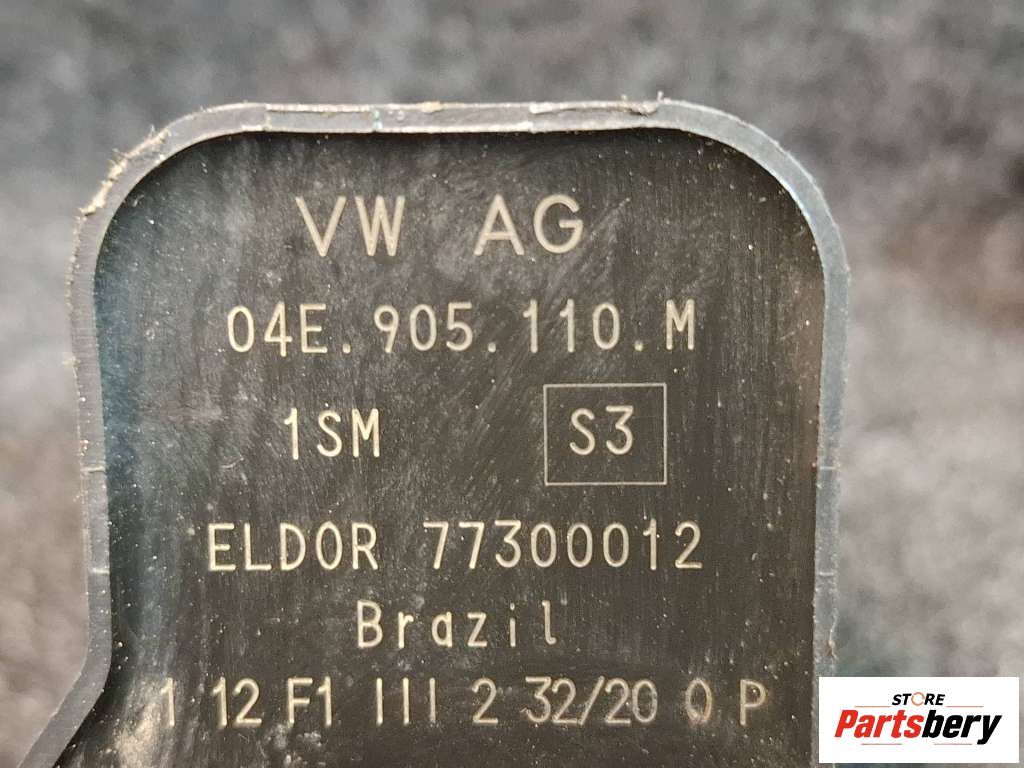 VW AG
04E.905.110.M
1SM S3
ELDOR 77300012
Brazil
1 12 F1 III 2 32/20 0 P
STORE
Partsbery